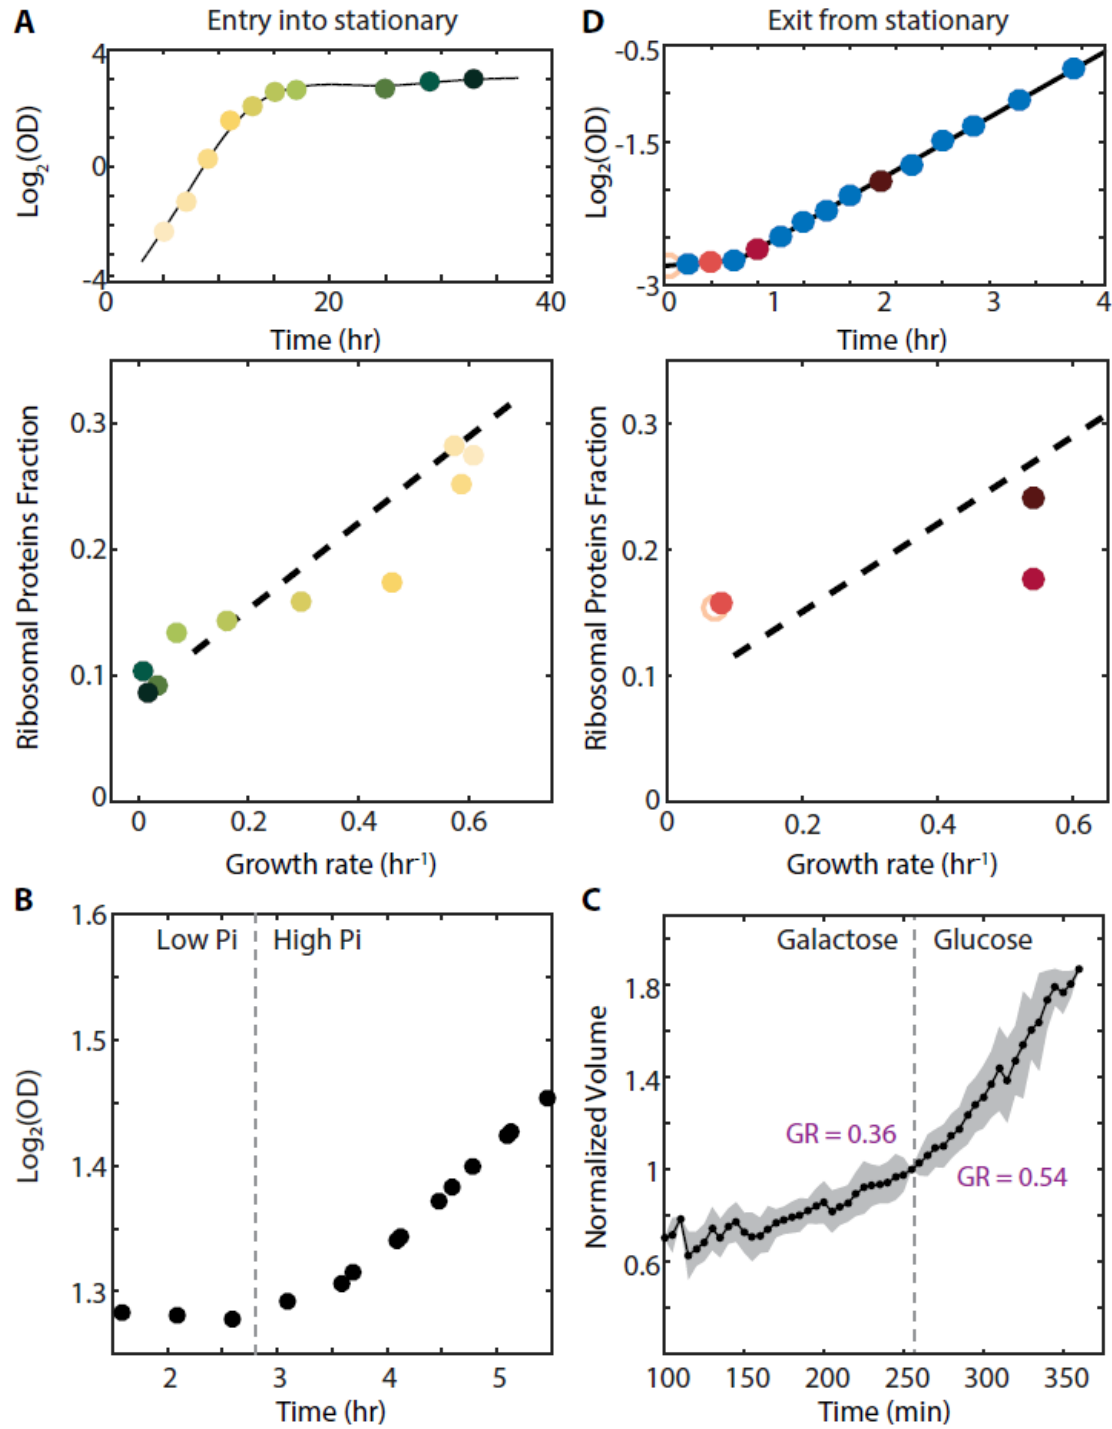 A
Entry into stationary
4
0
-4
Log2(OD)
0
20
40
Time (hr)
D
Exit from stationary
-0.5
-1.5
-3
Log₂(OD)
0
1
2
3
4
Time (hr)
0.3
0.2
0.1
0
Ribosomal Proteins Fraction
0
0.2
0.4
0.6
Growth rate (hr⁻¹)
0.3
0.2
0.1
0
Ribosomal Proteins Fraction
0
0.2
0.4
0.6
Growth rate (hr⁻¹)
B
1.6
1.5
1.4
1.3
Log₂(OD)
Low Pi
High Pi
2
3
4
5
Time (hr)
C
1.8
1.4
1
0.6
Normalized Volume
Galactose
Glucose
GR = 0.36
GR = 0.54
100
150
200
250
300
350
Time (min)